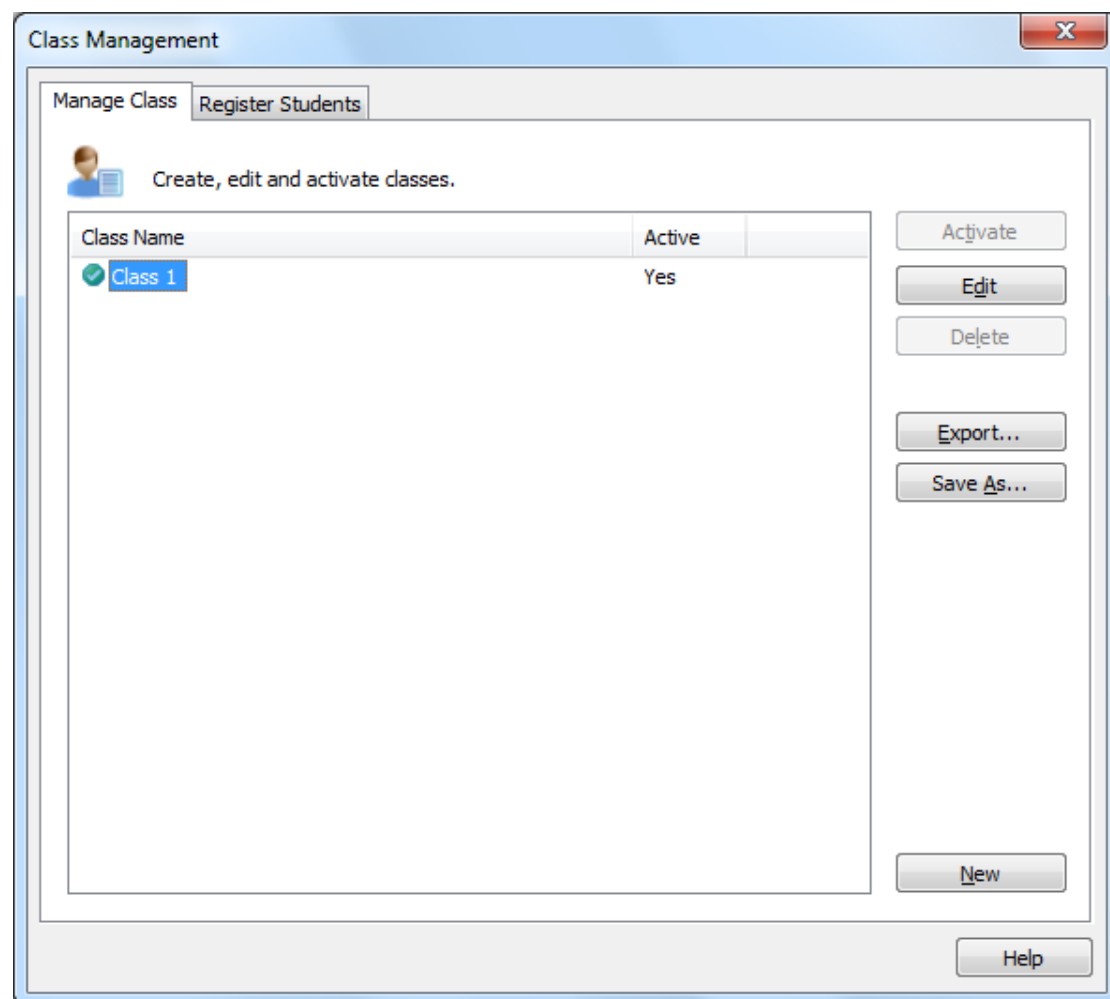 Class Management
Manage Class Register Students
Create, edit and activate classes.
Class Name Active
Class 1 Yes
Activate
Edit
Delete
Export...
Save As...
New
Help